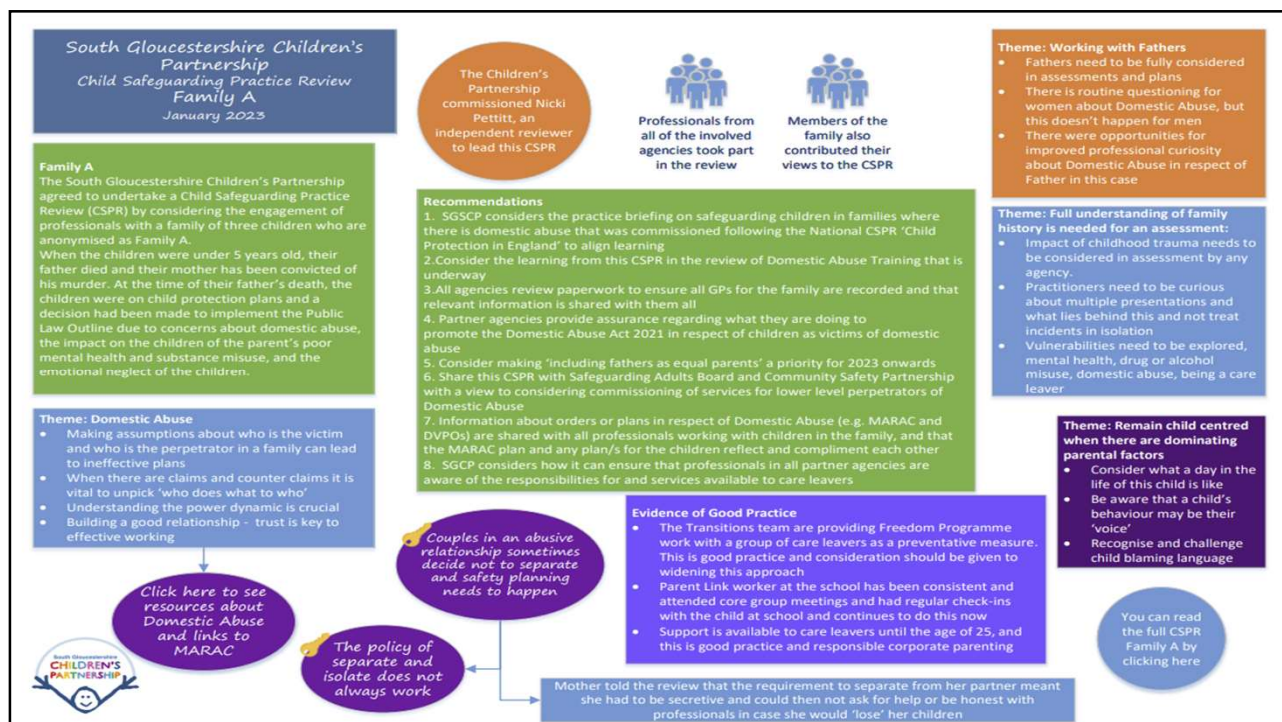 South Gloucestershire Children's
Partnership
Child Safeguarding Practice Review
Family A
January 2023
The Children's
Partnership
commissioned Nicki
Pettitt, an
independent reviewer
to lead this CSPR
Professionals from
all of the involved
agencies took part
in the review
Members of the
family also
contributed their
views to the CSPR
Theme: Working with Fathers
• Fathers need to be fully considered
in assessments and plans
• There is routine questioning for
women about Domestic Abuse, but
this doesn't happen for men
• There were opportunities for
improved professional curiosity
about Domestic Abuse in respect of
Father in this case
Family A
The South Gloucestershire Children's Partnership
agreed to undertake a Child Safeguarding Practice
Review (CSPR) by considering the engagement of
professionals with a family of three children who are
anonymised as Family A.
When the children were under 5 years old, their
father died and their mother has been convicted of
his murder. At the time of their father's death, the
children were on child protection plans and a
decision had been made to implement the Public
Law Outline due to concerns about domestic abuse,
the impact on the children of the parent's poor
mental health and substance misuse, and the
emotional neglect of the children.
Recommendations
1. SGSCP considers the practice briefing on safeguarding children in families where
there is domestic abuse that was commissioned following the National CSPR 'Child
Protection in England' to align learning
2.Consider the learning from this CSPR in the review of Domestic Abuse Training that is
underway
3.All agencies review paperwork to ensure all GPs for the family are recorded and that
relevant information is shared with them all
4. Partner agencies provide assurance regarding what they are doing to
promote the Domestic Abuse Act 2021 in respect of children as victims of domestic
abuse
5. Consider making 'including fathers as equal parents' a priority for 2023 onwards
6. Share this CSPR with Safeguarding Adults Board and Community Safety Partnership
with a view to considering commissioning of services for lower level perpetrators of
Domestic Abuse
7. Information about orders or plans in respect of Domestic Abuse (e.g. MARAC and
DVPOs) are shared with all professionals working with children in the family, and that
the MARAC plan and any plan/s for the children reflect and compliment each other
8. SGCP considers how it can ensure that professionals in all partner agencies are
aware of the responsibilities for and services available to care leavers
Theme: Full understanding of family
history is needed for an assessment:
• Impact of childhood trauma needs to
be considered in assessment by any
agency.
• Practitioners need to be curious
about multiple presentations and
what lies behind this and not treat
incidents in isolation
• Vulnerabilities need to be explored,
mental health, drug or alcohol
misuse, domestic abuse, being a care
leaver
Theme: Domestic Abuse
• Making assumptions about who is the victim
and who is the perpetrator in a family can lead
to ineffective plans
• When there are claims and counter claims it is
vital to unpick 'who does what to who'
• Understanding the power dynamic is crucial
• Building a good relationship - trust is key to
effective working
Theme: Remain child centred
when there are dominating
parental factors
• Consider what a day in the
life of this child is like
• Be aware that a child's
behaviour may be their
'voice'
• Recognise and challenge
child blaming language
Couples in an abusive
relationship sometimes
decide not to separate
and safety planning
needs to happen
Evidence of Good Practice
• The Transitions team are providing Freedom Programme
work with a group of care leavers as a preventative measure.
This is good practice and consideration should be given to
widening this approach
• Parent Link worker at the school has been consistent and
attended core group meetings and had regular check-ins
with the child at school and continues to do this now
• Support is available to care leavers until the age of 25, and
this is good practice and responsible corporate parenting
Click here to see
resources about
Domestic Abuse
and links to
MARAC
The policy of
separate and
isolate does not
always work
You can read
the full CSPR
Family A by
clicking here
South Gloucestershire
CHILDREN'S
PARTNERSHIP
Mother told the review that the requirement to separate from her partner meant
she had to be secretive and could then not ask for help or be honest with
professionals in case she would 'lose' her children